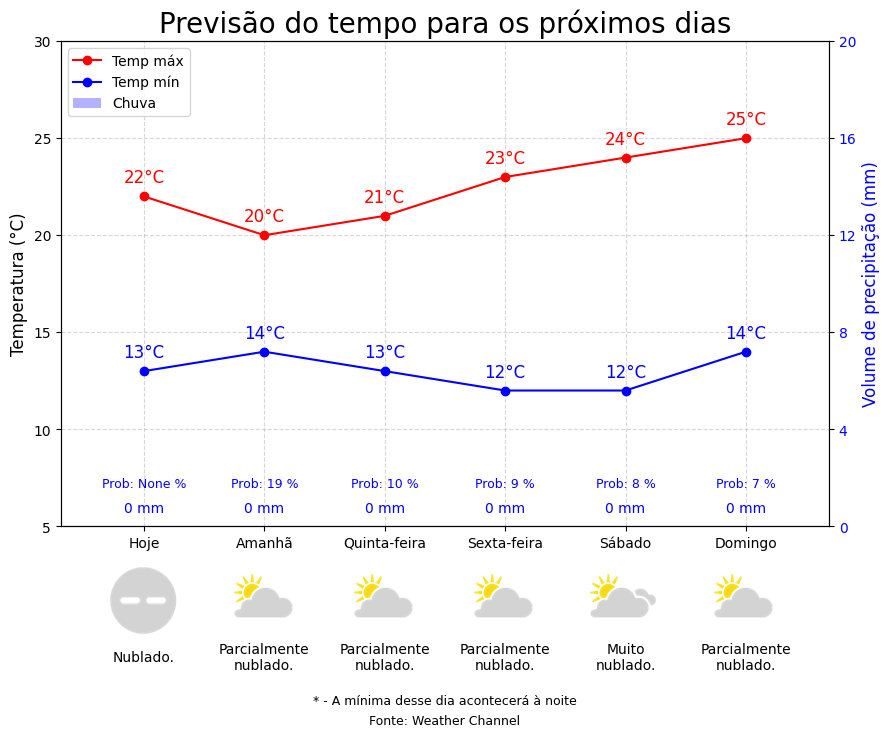 Previsão do tempo para os próximos dias
Temp máx
Temp mín
Chuva
Temperatura (°C)
Volume de precipitação (mm)
30
25
20
15
10
5
20
16
12
8
4
0
22°C 20°C 21°C 23°C 24°C 25°C
13°C 14°C 13°C 12°C 12°C 14°C
Prob: None % Prob: 19 % Prob: 10 % Prob: 9 % Prob: 8 % Prob: 7 %
0 mm 0 mm 0 mm 0 mm 0 mm 0 mm
Hoje Amanhã Quinta-feira Sexta-feira Sábado Domingo
Nublado.
Parcialmente
nublado.
Parcialmente
nublado.
Parcialmente
nublado.
Muito
nublado.
Parcialmente
nublado.
* - A mínima desse dia acontecerá à noite
Fonte: Weather Channel